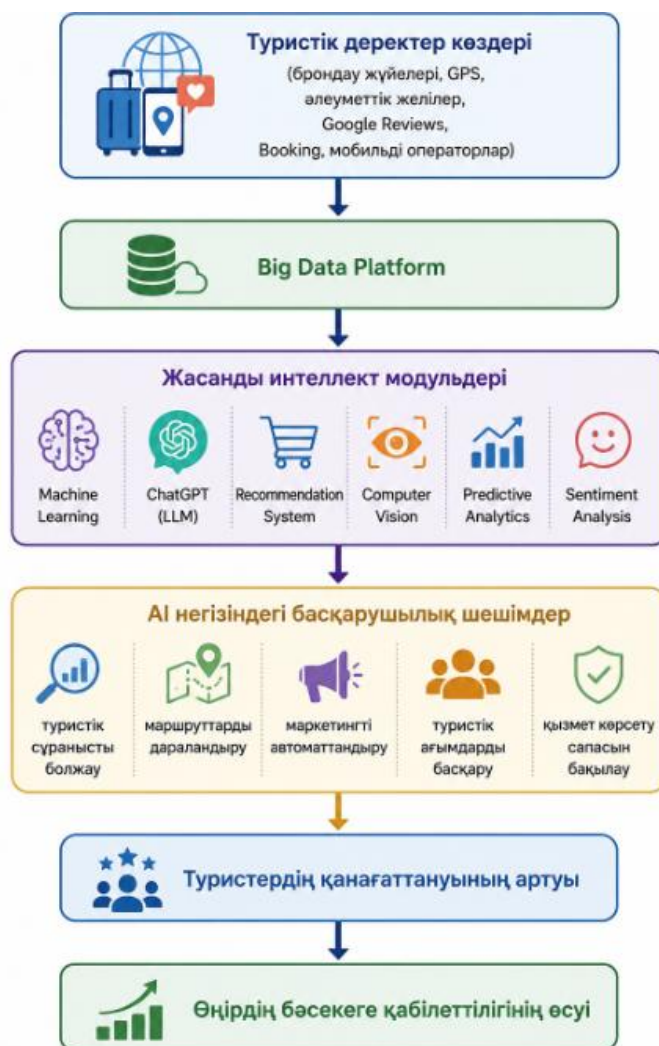 Туристік деректер көздері
(брондау жүйелері, GPS,
әлеуметтік желілер,
Google Reviews,
Booking, мобильді операторлар)
Big Data Platform
Жасанды интеллект модульдері
Machine
Learning
ChatGPT
(LLM)
Recommendation
System
Computer
Vision
Predictive
Analytics
Sentiment
Analysis
AI негізіндегі басқарушылық шешімдер
туристік
сұранысты
болжау
маршруттарды
дараландыру
маркетингті
автоматтандыру
туристік
ағымдарды
басқару
қызмет көрсету
сапасын
бақылау
Туристердің қанағаттануының артуы
Өңірдің бәсекеге қабілеттілігінің өсуі